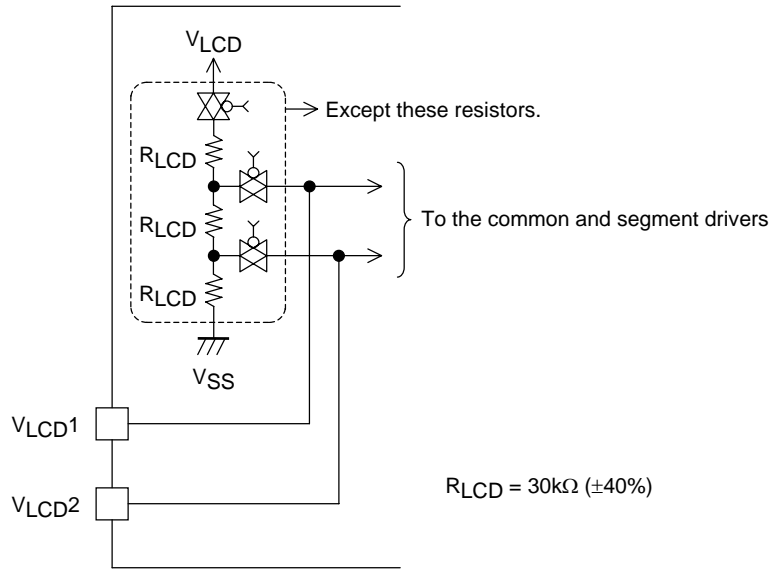 VLCD
Except these resistors.
RLCD
RLCD
To the common and segment drivers
RLCD
VSS
VLCD1
VLCD2
RLCD = 30kΩ (±40%)